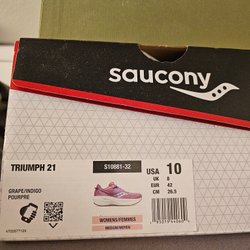 saucony
TRIUMPH 21
S10881-32
GRAPE/INDIGO
POURPRE
WOMENS/FEMMES
MEDIUM/MOYEN
USA 10
UK 8
EUR 42
CM 26.5